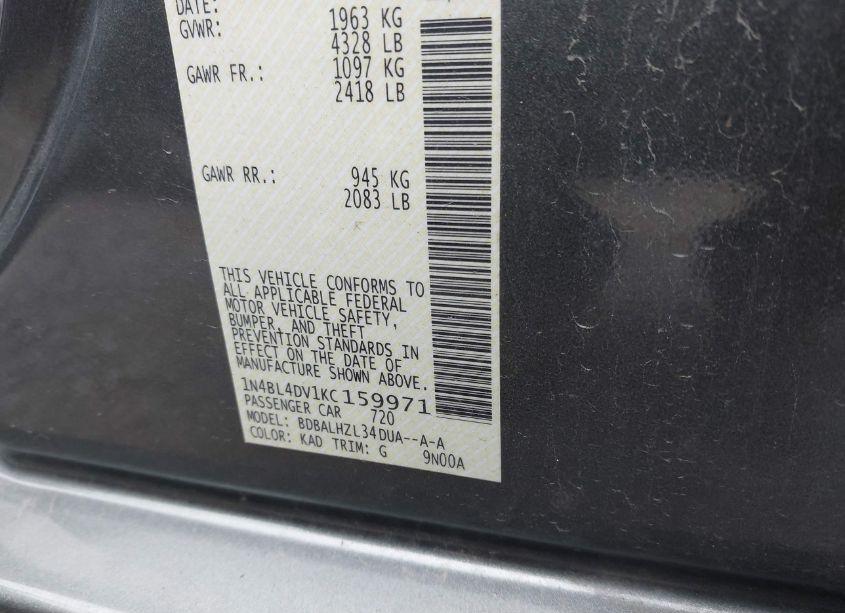 DATE:
GVWR: 1963 KG
4328 LB
GAWR FR.: 1097 KG
2418 LB
GAWR RR.: 945 KG
2083 LB
THIS VEHICLE CONFORMS TO
ALL APPLICABLE FEDERAL
MOTOR VEHICLE SAFETY,
BUMPER, AND THEFT
PREVENTION STANDARDS IN
EFFECT ON THE DATE OF
MANUFACTURE SHOWN ABOVE.
1N4BL4DV1KC159971
PASSENGER CAR 720
MODEL: BDBALHZL34DUA--A-A
COLOR: KAD TRIM: G 9N00A